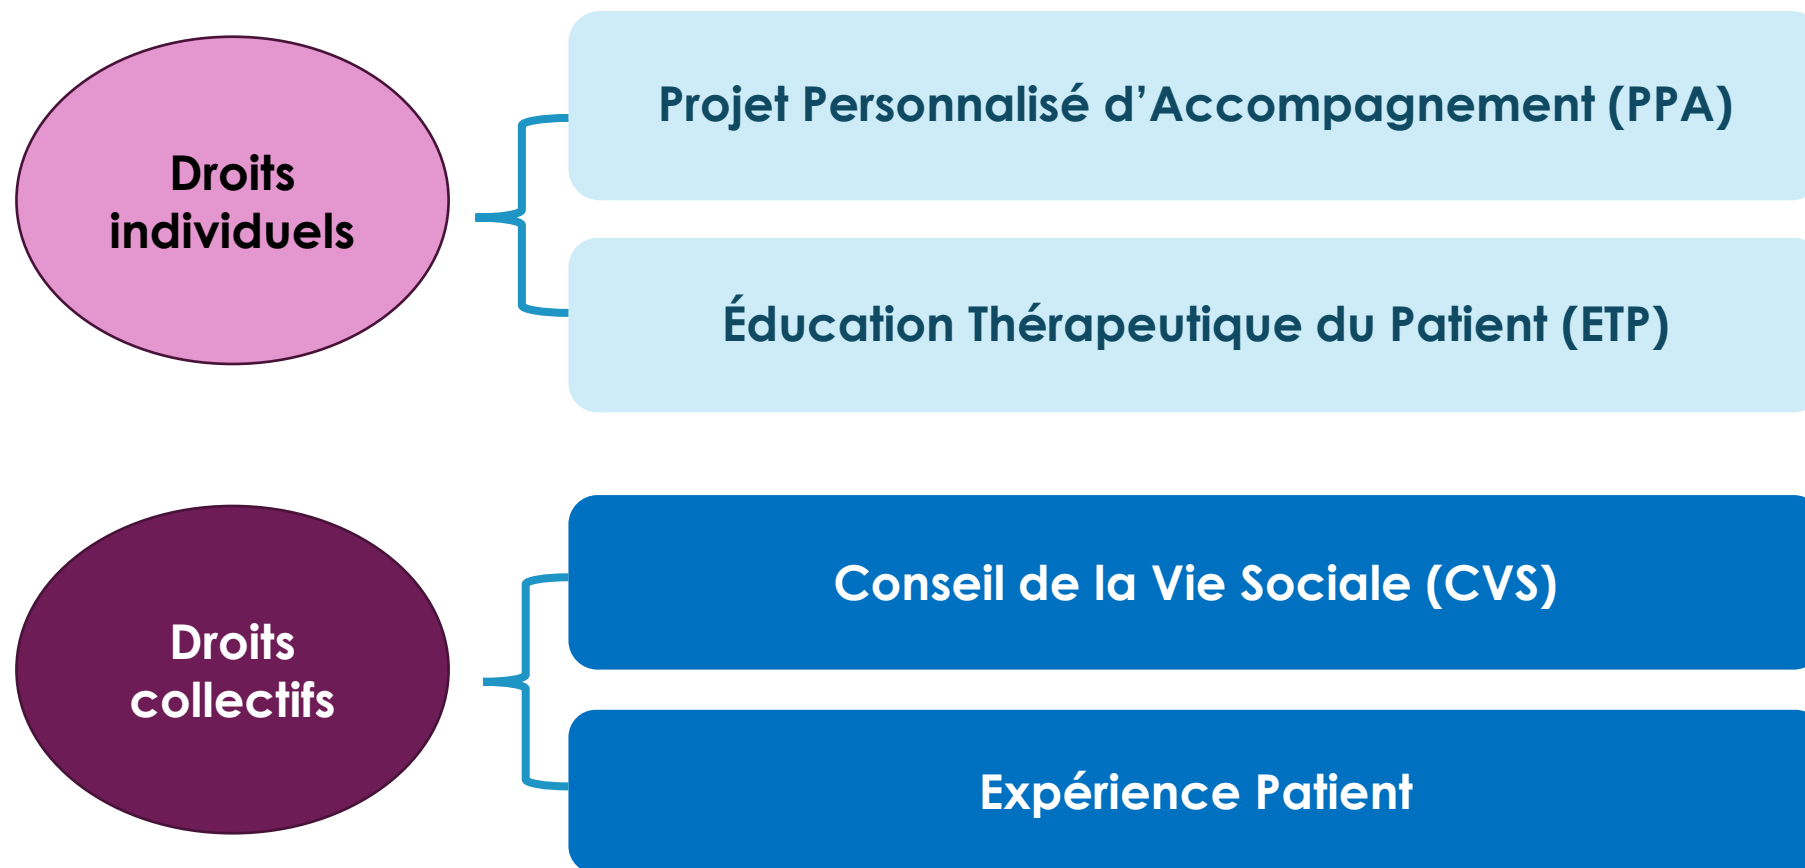 Droits
individuels
Projet Personnalisé d’Accompagnement (PPA)
Éducation Thérapeutique du Patient (ETP)
Droits
collectifs
Conseil de la Vie Sociale (CVS)
Expérience Patient